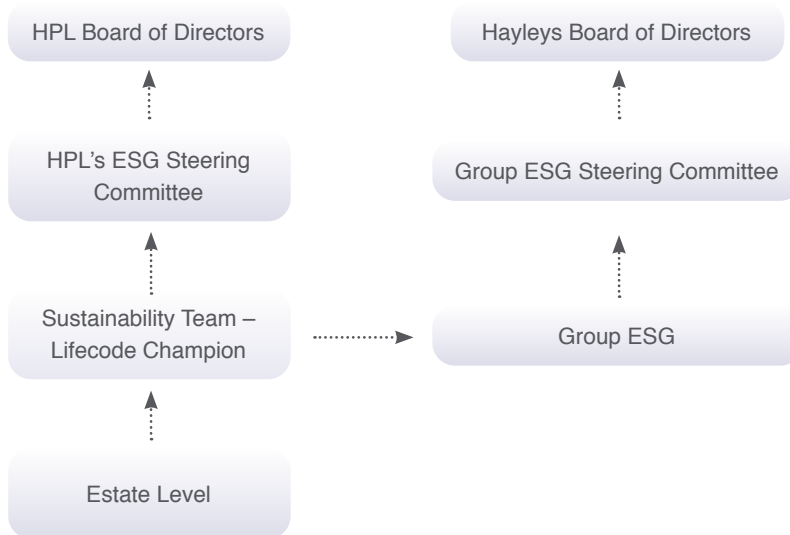 HPL Board of Directors
Hayleys Board of Directors
HPL's ESG Steering
Committee
Group ESG Steering Committee
Sustainability Team –
Lifecode Champion
Group ESG
Estate Level